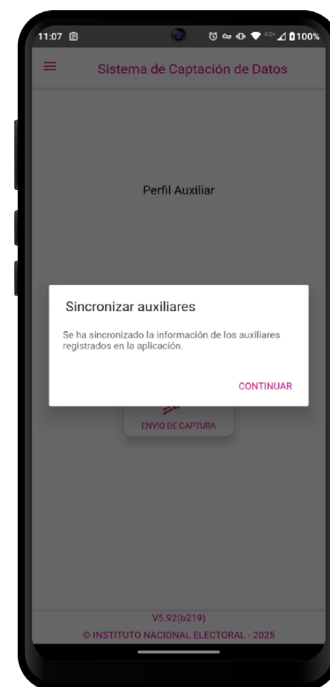 11:07
100%
Sistema de Captación de Datos
Perfil Auxiliar
Sincronizar auxiliares
Se ha sincronizado la información de los auxiliares
registrados en la aplicación.
CONTINUAR
ENVÍO DE CAPTURA
V5.92(b219)
© INSTITUTO NACIONAL ELECTORAL - 2025